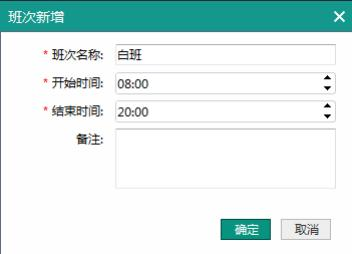 班次新增
* 班次名称: 白班
* 开始时间: 08:00
* 结束时间: 20:00
备注:
确定 取消